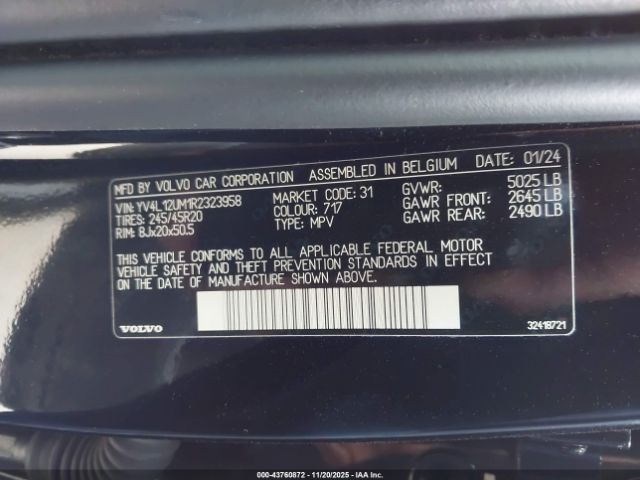 MFD BY VOLVO CAR CORPORATION ASSEMBLED IN BELGIUM DATE: 01/24
VIN: YV4L12UM1R2323958 MARKET CODE: 31 GVWR: 5025 LB
TIRES: 245/45R20 COLOUR: 717 GAWR FRONT: 2645 LB
RIM: 8Jx20x50.5 TYPE: MPV GAWR REAR: 2490 LB
THIS VEHICLE CONFORMS TO ALL APPLICABLE FEDERAL MOTOR
VEHICLE SAFETY AND THEFT PREVENTION STANDARDS IN EFFECT
ON DATE OF MANUFACTURE SHOWN ABOVE.
VOLVO 32418721
000-43760872 | 11/20/2025 - IAAI.COM